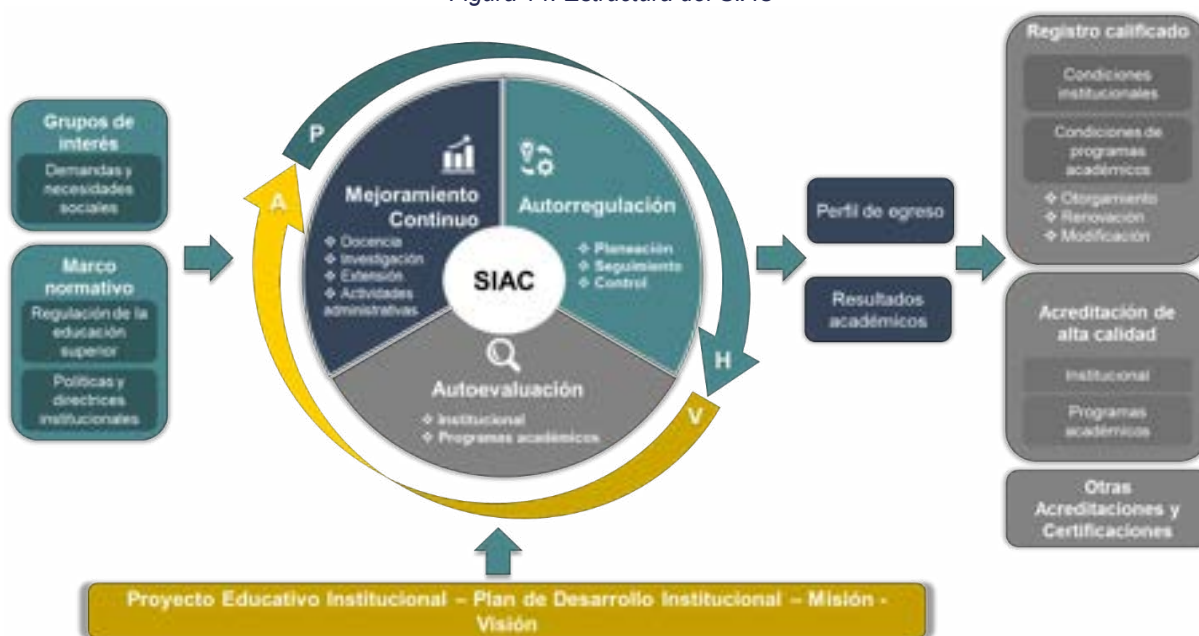 Estructura del SIAC
Grupos de
interés
Demandas y
necesidades
sociales
Marco
normativo
Regulación de la
educación
superior
Políticas y
directrices
institucionales
P
H
V
A
Mejoramiento
Continuo
❖ Docencia
❖ Investigación
❖ Extensión
❖ Actividades
administrativas
Autorregulación
❖ Planeación
❖ Seguimiento
❖ Control
SIAC
Autoevaluación
❖ Institucional
❖ Programas académicos
Perfil de egreso
Resultados
académicos
Registro calificado
Condiciones
institucionales
Condiciones de
programas
académicos
❖ Otorgamiento
❖ Renovación
❖ Modificación
Acreditación de
alta calidad
Institucional
Programas
académicos
Otras
Acreditaciones y
Certificaciones
Proyecto Educativo Institucional – Plan de Desarrollo Institucional – Misión -
Visión